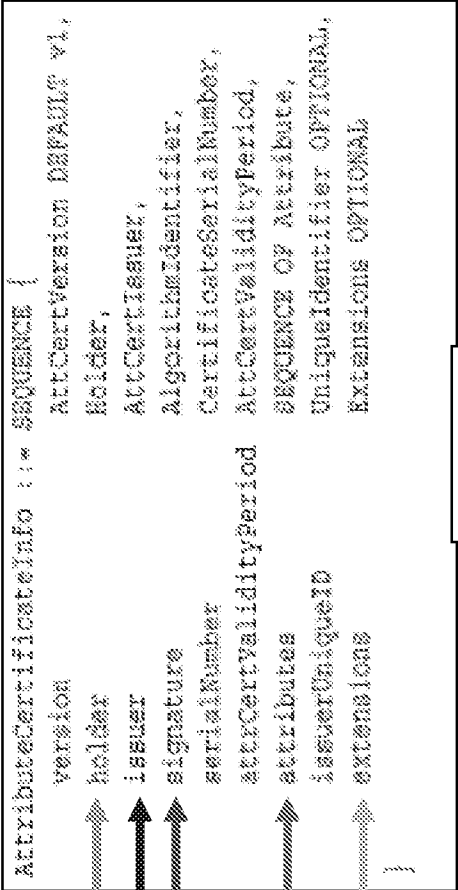 AttributeCertificateInfo ::= SEQUENCE {
version AttCertVersion DEFAULT v1,
holder Holder,
issuer AttCertIssuer,
signature AlgorithmIdentifier,
serialNumber CertificateSerialNumber,
attrCertValidityPeriod AttCertValidityPeriod,
attributes SEQUENCE OF Attribute,
issuerUniqueID UniqueIdentifier OPTIONAL,
extensions Extensions OPTIONAL
}